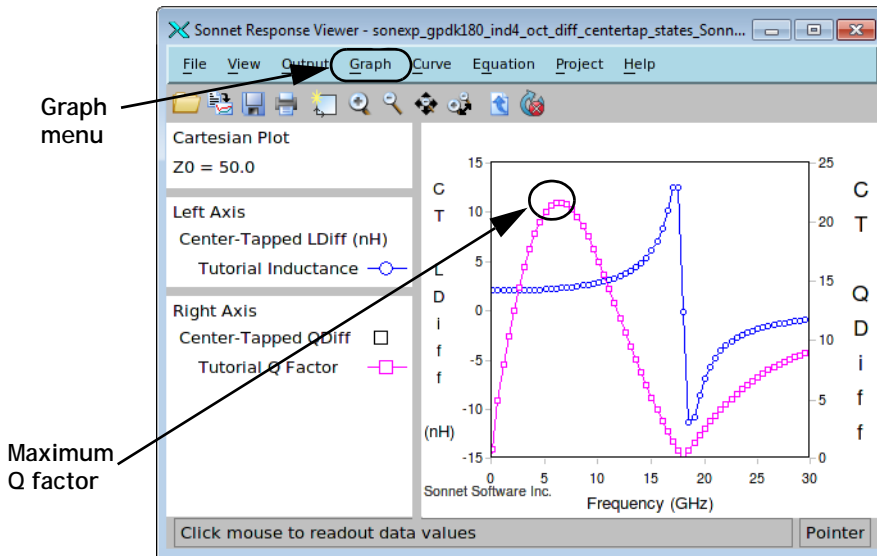 Sonnet Response Viewer - sonexp_gpdk180_ind4_oct_diff_centertap_states_Sonn...
File View Output Graph Curve Equation Project Help
Graph
menu
Cartesian Plot
Z0 = 50.0
Left Axis
Center-Tapped LDiff (nH)
Tutorial Inductance
Right Axis
Center-Tapped QDiff
Tutorial Q Factor
Maximum
Q factor
C
T
L
D
i
f
f
(nH)
15
10
5
0
-5
-10
-15
25
20
15
10
5
0
C
T
Q
D
i
f
f
0 5 10 15 20 25 30
Sonnet Software Inc.
Frequency (GHz)
Click mouse to readout data values
Pointer